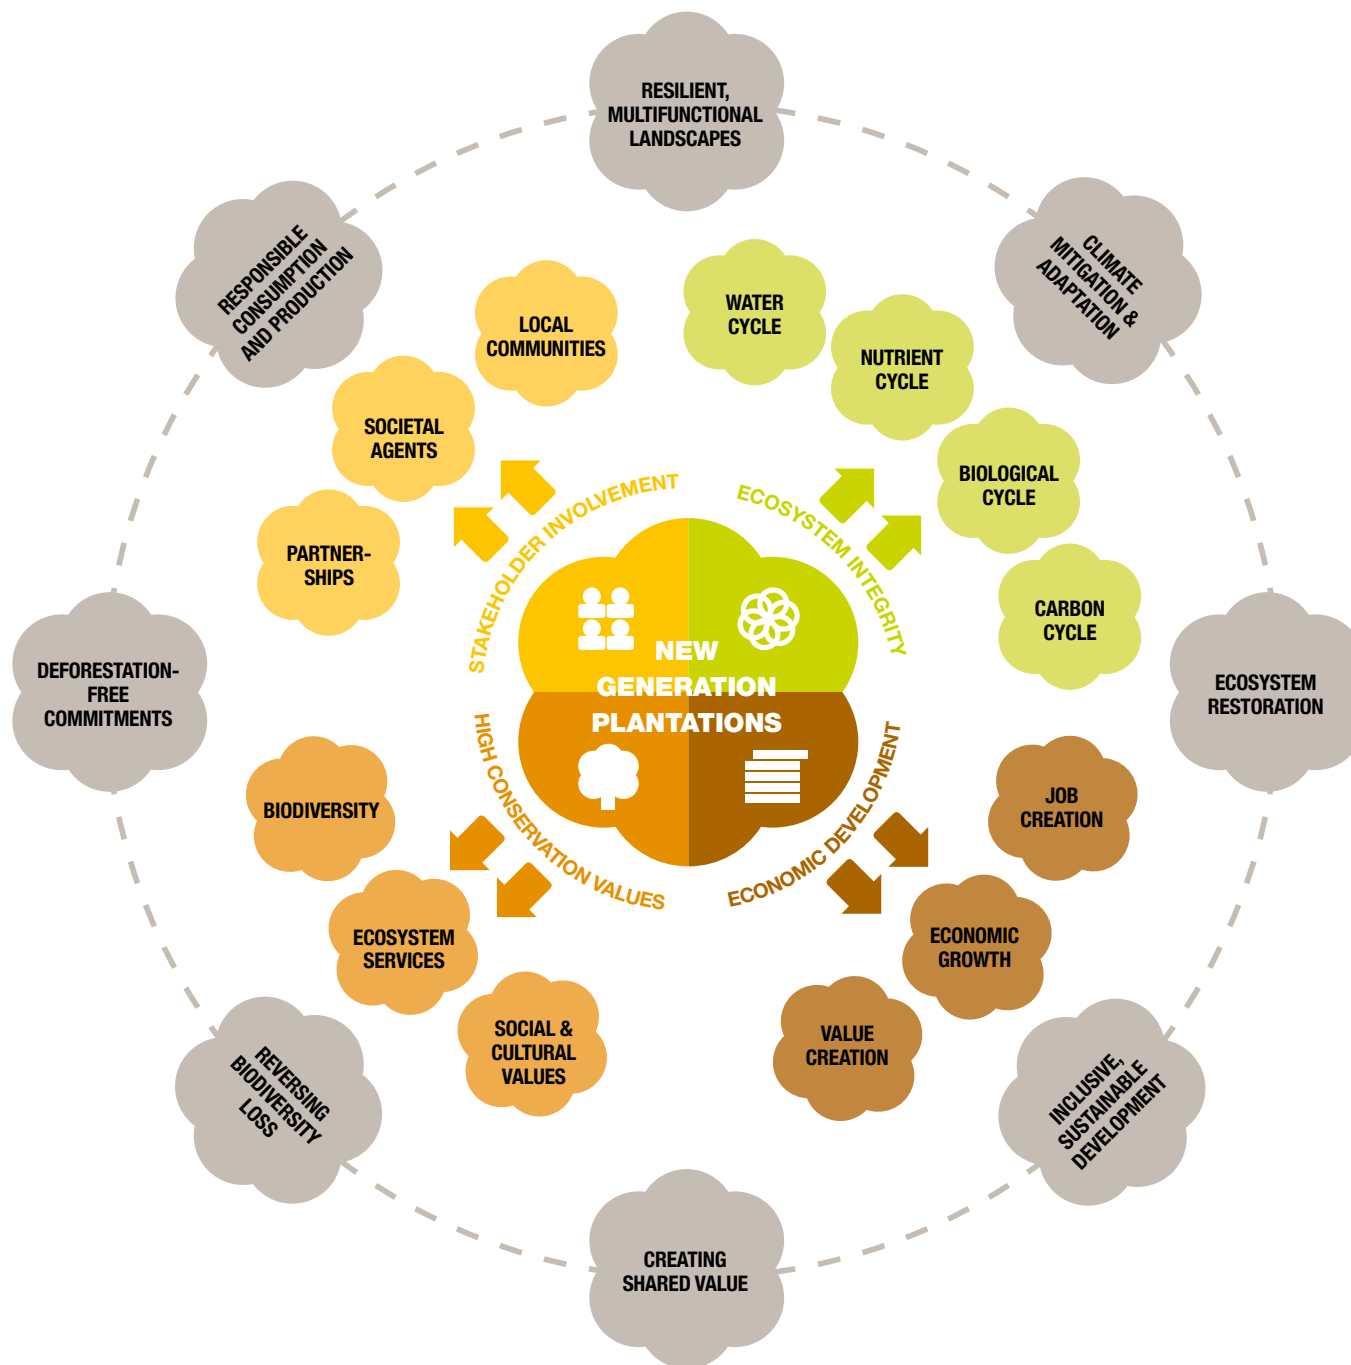 RESILIENT,
MULTIFUNCTIONAL
LANDSCAPES
CLIMATE
MITIGATION &
ADAPTATION
ECOSYSTEM
RESTORATION
INCLUSIVE,
SUSTAINABLE
DEVELOPMENT
CREATING
SHARED VALUE
REVERSING
BIODIVERSITY
LOSS
DEFORESTATION-
FREE
COMMITMENTS
RESPONSIBLE
CONSUMPTION
AND PRODUCTION
LOCAL
COMMUNITIES
SOCIETAL
AGENTS
PARTNER-
SHIPS
WATER
CYCLE
NUTRIENT
CYCLE
BIOLOGICAL
CYCLE
CARBON
CYCLE
STAKEHOLDER INVOLVEMENT
ECOSYSTEM INTEGRITY
NEW
GENERATION
PLANTATIONS
HIGH CONSERVATION VALUES
ECONOMIC DEVELOPMENT
BIODIVERSITY
ECOSYSTEM
SERVICES
SOCIAL &
CULTURAL
VALUES
JOB
CREATION
ECONOMIC
GROWTH
VALUE
CREATION